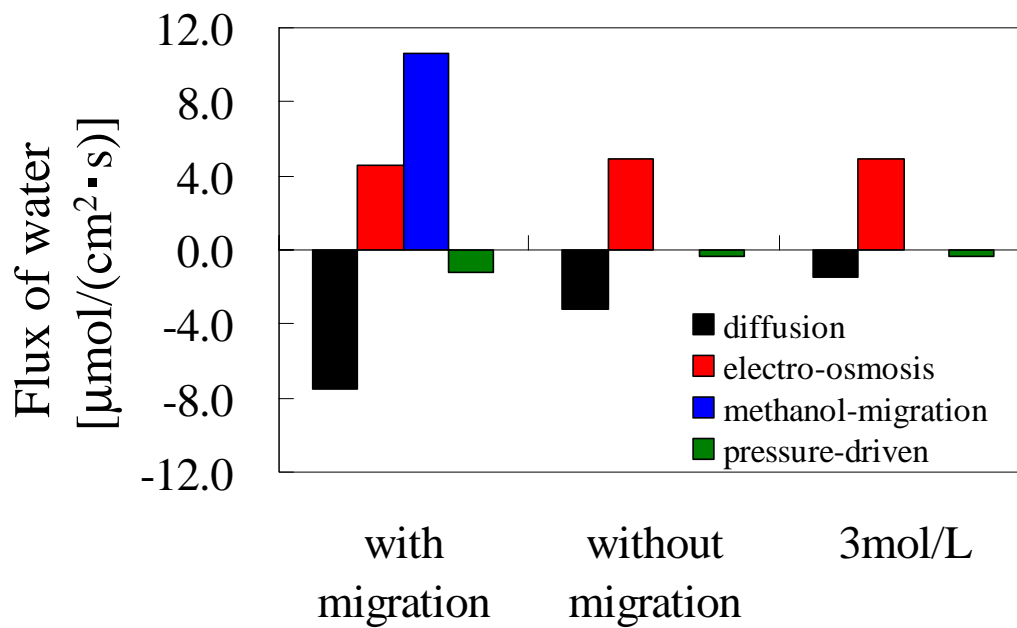 Flux of water
[μmol/(cm²・s)]
12.0
8.0
4.0
0.0
-4.0
-8.0
-12.0
diffusion
electro-osmosis
methanol-migration
pressure-driven
with
migration
without
migration
3mol/L